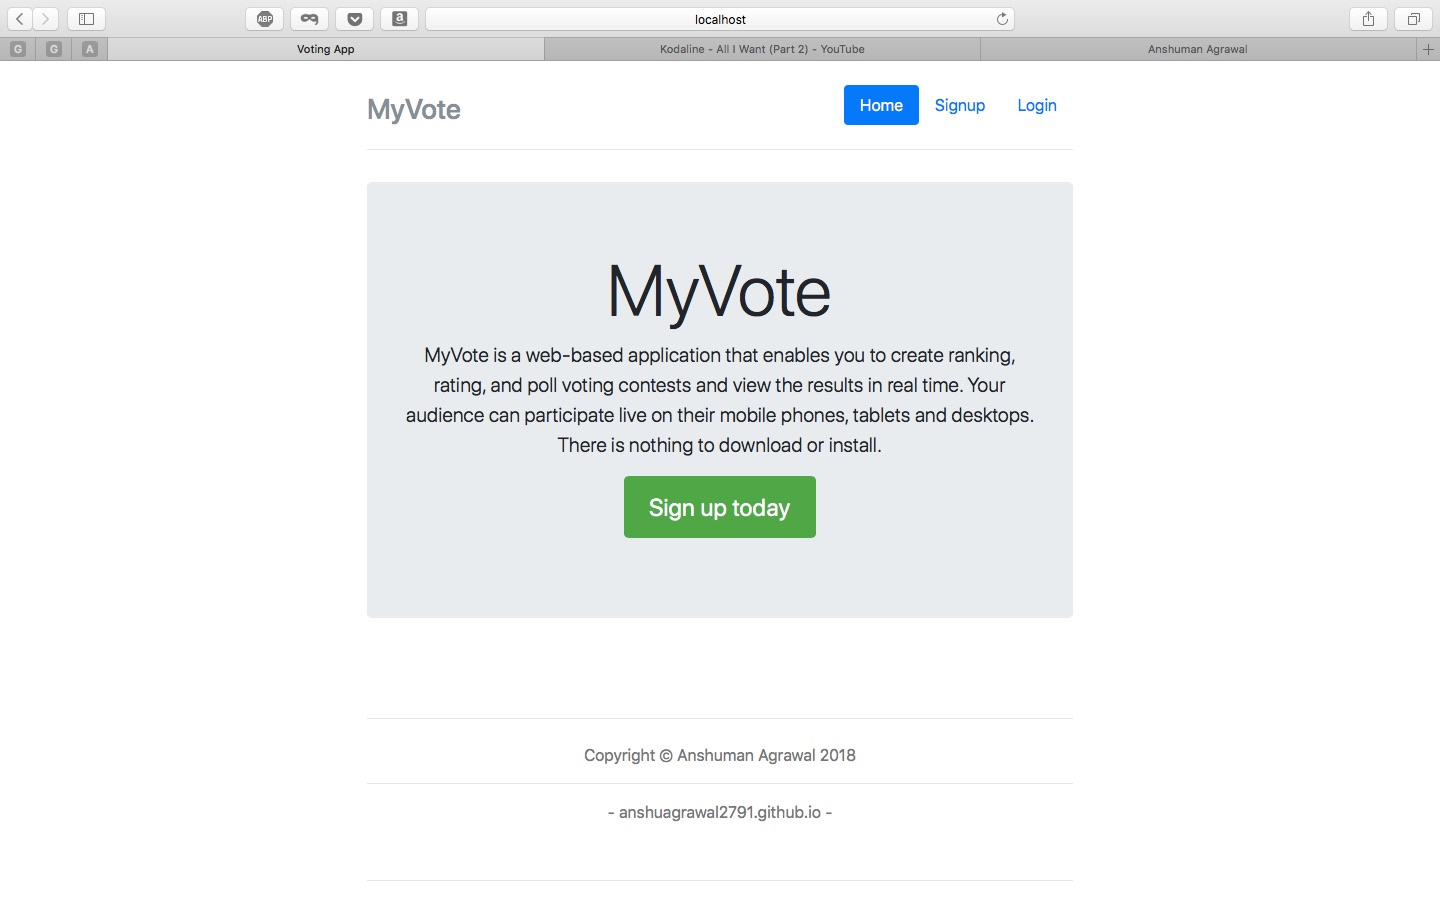 ABP
a
localhost
G
G
A
Voting App
Kodaline - All I Want (Part 2) - YouTube
Anshuman Agrawal
MyVote
Home
Signup
Login
MyVote
MyVote is a web-based application that enables you to create ranking,
rating, and poll voting contests and view the results in real time. Your
audience can participate live on their mobile phones, tablets and desktops.
There is nothing to download or install.
Sign up today
Copyright © Anshuman Agrawal 2018
- anshuagrawal2791.github.io -